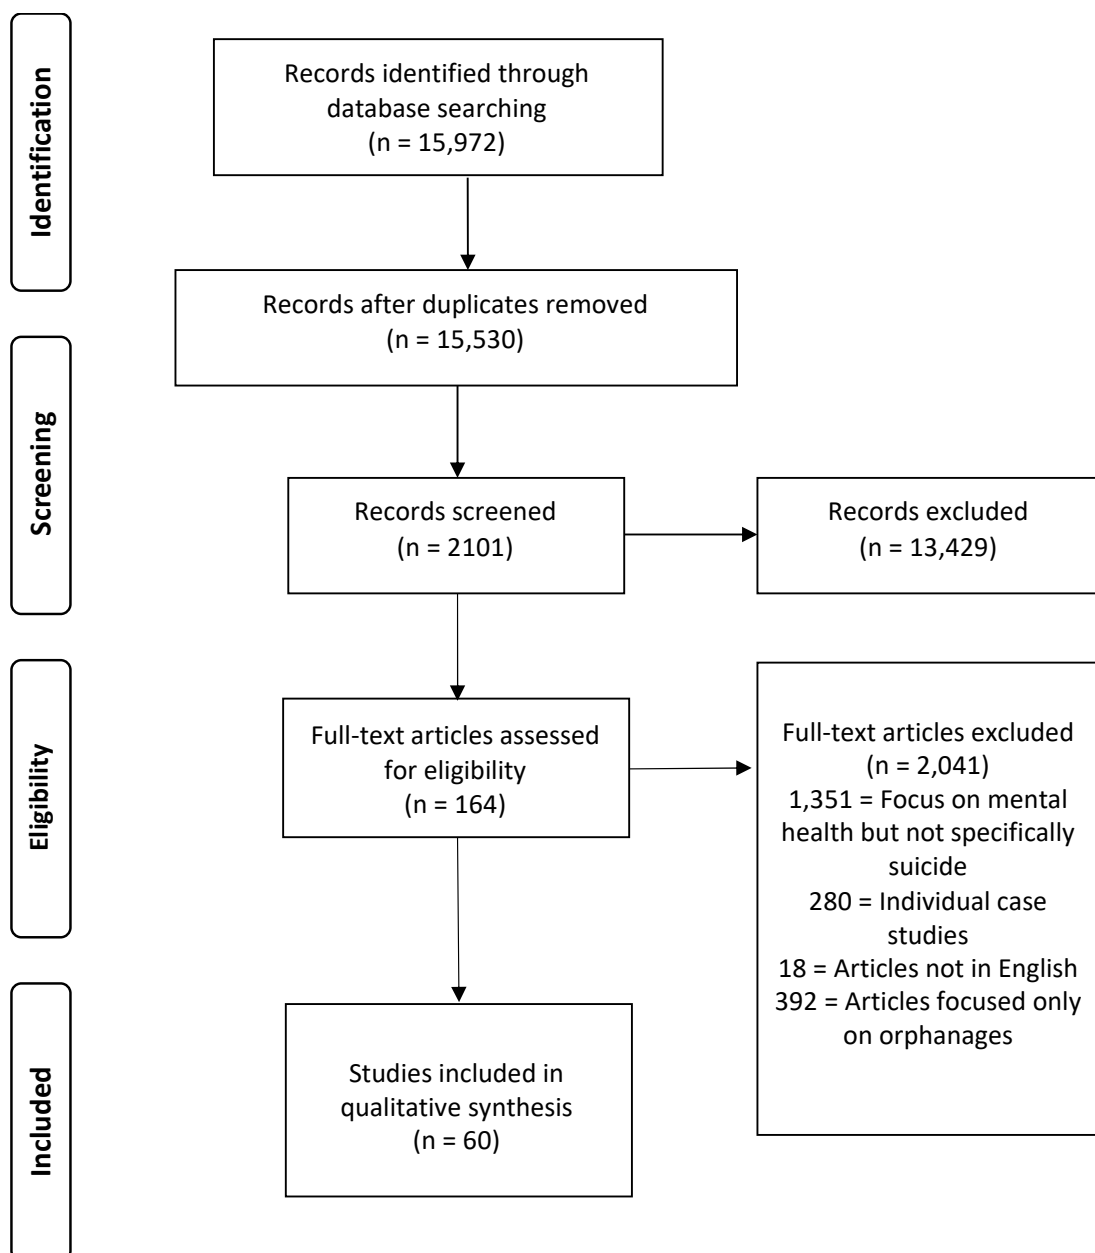 Identification
Records identified through
database searching
(n = 15,972)
Records after duplicates removed
(n = 15,530)
Screening
Records screened
(n = 2101)
Records excluded
(n = 13,429)
Eligibility
Full-text articles assessed
for eligibility
(n = 164)
Full-text articles excluded
(n = 2,041)
1,351 = Focus on mental
health but not specifically
suicide
280 = Individual case
studies
18 = Articles not in English
392 = Articles focused only
on orphanages
Included
Studies included in
qualitative synthesis
(n = 60)